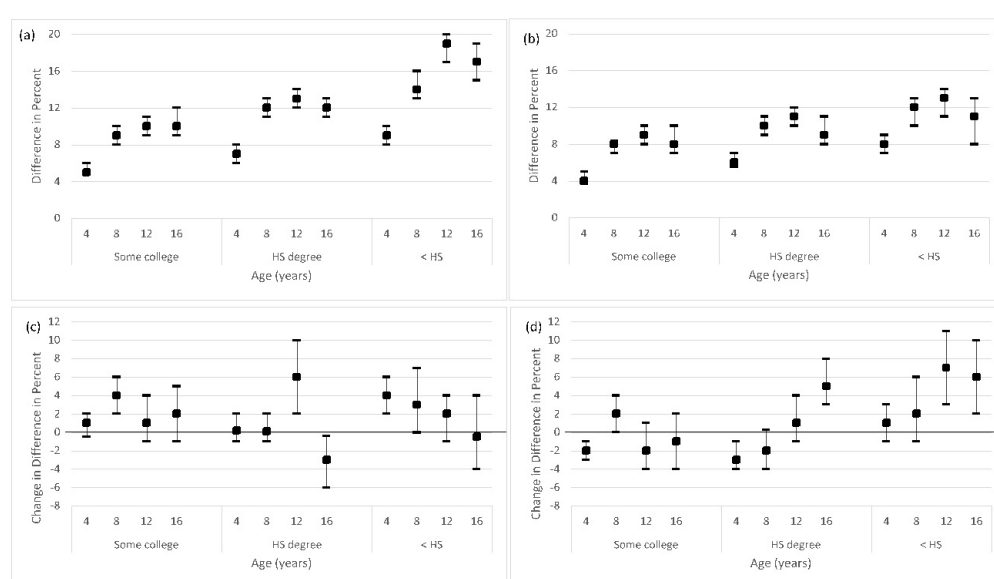 (a)
Difference in Percent
20
16
12
8
4
0
4 8 12 16 4 8 12 16 4 8 12 16
Some college HS degree < HS
Age (years)
(b)
Difference in Percent
20
16
12
8
4
0
4 8 12 16 4 8 12 16 4 8 12 16
Some college HS degree < HS
Age (years)
(c)
Change in Difference in Percent
12
10
8
6
4
2
0
-2
-4
-6
-8
4 8 12 16 4 8 12 16 4 8 12 16
Some college HS degree < HS
Age (years)
(d)
Change in Difference in Percent
12
10
8
6
4
2
0
-2
-4
-6
-8
4 8 12 16 4 8 12 16 4 8 12 16
Some college HS degree < HS
Age (years)